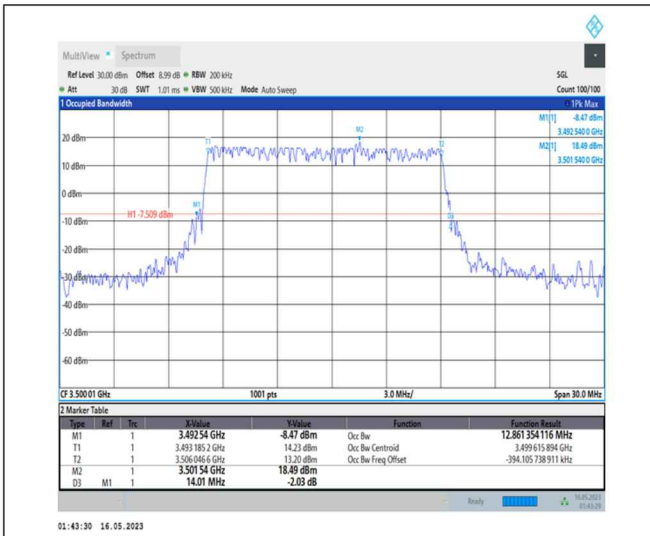 MultiView Spectrum
Ref Level 30.00 dBm Offset 8.99 dB RBW 200 kHz SGL
Att 30 dB SWT 1.01 ms VBW 500 kHz Mode Auto Sweep Count 100/100
1 Occupied Bandwidth 1Pk Max
M1[1] -8.47 dBm
3.492 540 0 GHz
M2[1] 18.49 dBm
3.501 540 0 GHz
M2
20 dBm
T1 T2
10 dBm
0 dBm
M1
H1 -7.509 dBm
D3
-10 dBm
-20 dBm
-30 dBm
-40 dBm
-50 dBm
-60 dBm
CF 3.500 01 GHz 1001 pts 3.0 MHz/ Span 30.0 MHz
2 Marker Table
Type Ref Trc X-Value Y-Value Function Function Result
M1 1 3.492 54 GHz -8.47 dBm Occ Bw 12.861 354 116 MHz
T1 1 3.493 185 2 GHz 14.23 dBm Occ Bw Centroid 3.499 615 894 GHz
T2 1 3.506 046 6 GHz 13.20 dBm Occ Bw Freq Offset -394.105 738 911 kHz
M2 1 3.501 54 GHz 18.49 dBm
D3 M1 1 14.01 MHz -2.03 dB
Ready 16.05.2023
01:43:29
01:43:30 16.05.2023